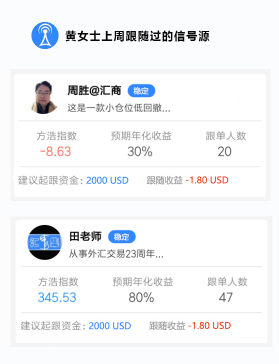 黄女士上周跟随过的信号源
周胜@汇商 稳定
这是一款小仓位低回撤...
方浩指数 预期年化收益 跟单人数
-8.63 30% 20
建议起跟资金: 2000 USD 跟随收益 -1.80 USD
田老师 稳定
从事外汇交易23周年...
方浩指数 预期年化收益 跟单人数
345.53 80% 47
建议起跟资金: 2000 USD 跟随收益 -1.80 USD